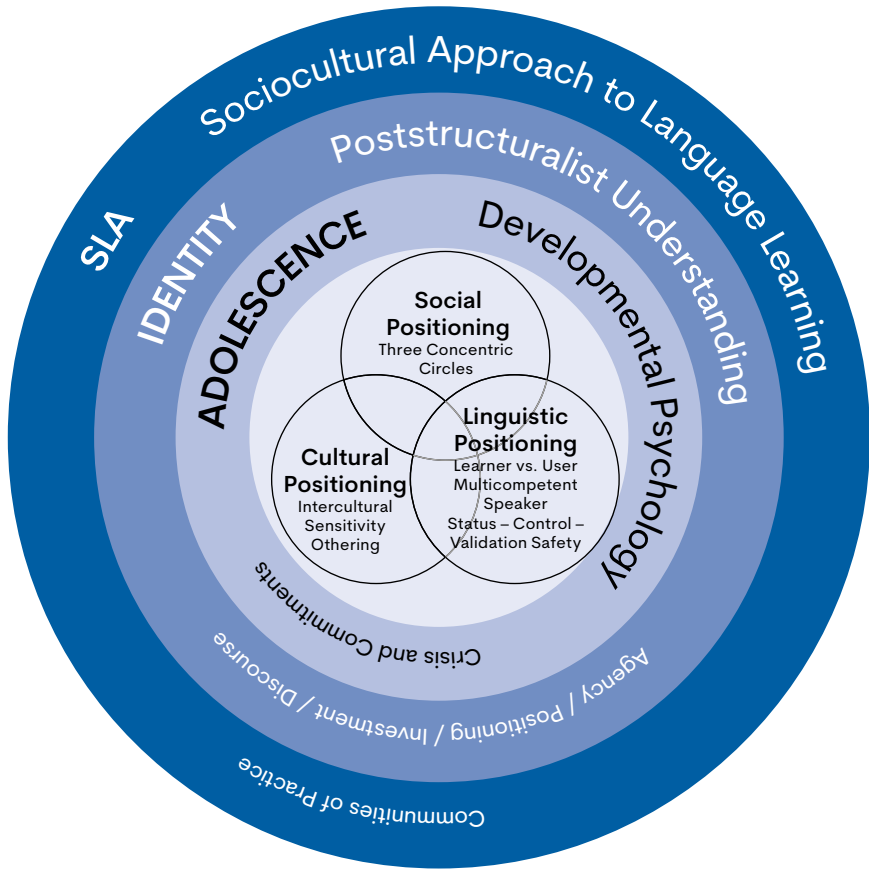 SLA
Sociocultural Approach to Language Learning
Communities of Practice
IDENTITY
Poststructuralist Understanding
Agency / Positioning / Investment / Discourse
ADOLESCENCE
Developmental Psychology
Crisis and Commitments
Social
Positioning
Three Concentric
Circles
Cultural
Positioning
Intercultural
Sensitivity
Othering
Linguistic
Positioning
Learner vs. User
Multicompetent
Speaker
Status – Control –
Validation Safety